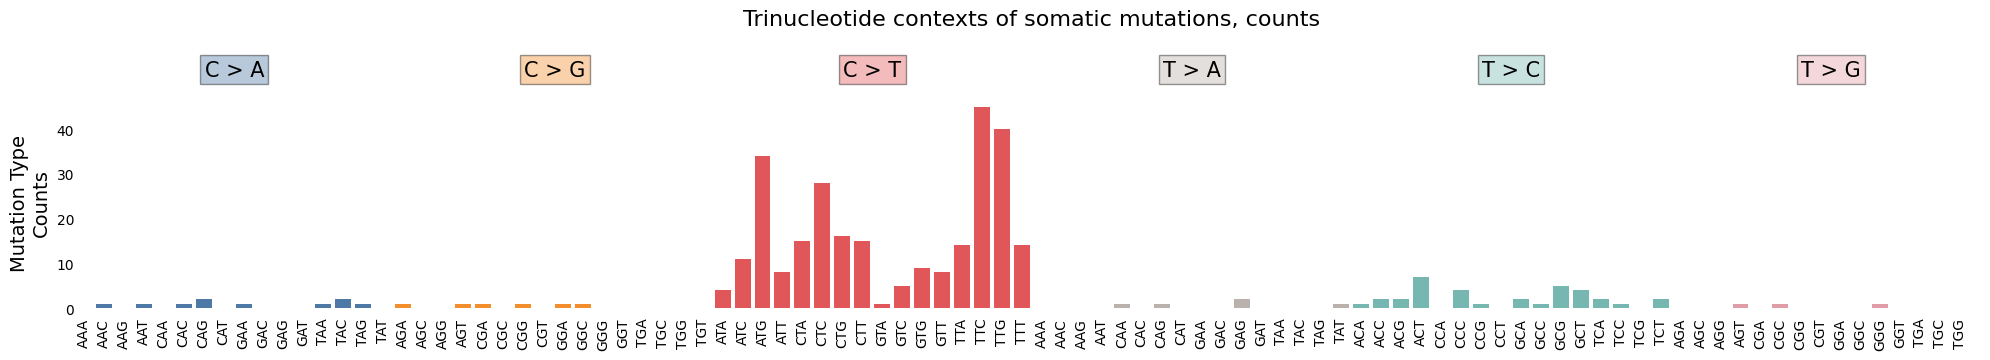 Trinucleotide contexts of somatic mutations, counts
C > A
C > G
C > T
T > A
T > C
T > G
Mutation Type
Counts
40
30
20
10
0
AAA AAC AAG AAT CAA CAC CAG CAT GAA GAC GAG GAT TAA TAC TAG TAT AGA AGC AGG AGT CGA CGC CGG CGT GGA GGC GGG GGT TGA TGC TGG TGT ATA ATC ATG ATT CTA CTC CTG CTT GTA GTC GTG GTT TTA TTC TTG TTT AAA AAC AAG AAT CAA CAC CAG CAT GAA GAC GAG GAT TAA TAC TAG TAT ACA ACC ACG ACT CCA CCC CCG CCT GCA GCC GCG GCT TCA TCC TCG TCT AGA AGC AGG AGT CGA CGC CGG CGT GGA GGC GGG GGT TGA TGC TGG